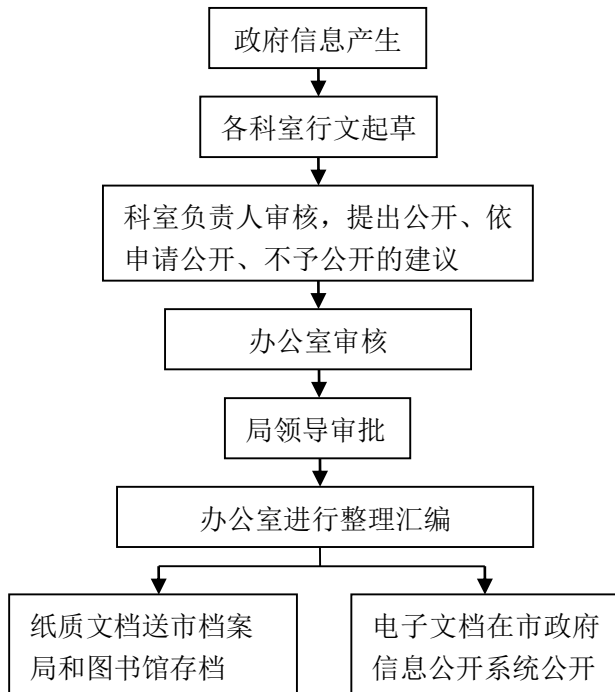 政府信息产生
各科室行文起草
科室负责人审核，提出公开、依
申请公开、不予公开的建议
办公室审核
局领导审批
办公室进行整理汇编
纸质文档送市档案
局和图书馆存档
电子文档在市政府
信息公开系统公开